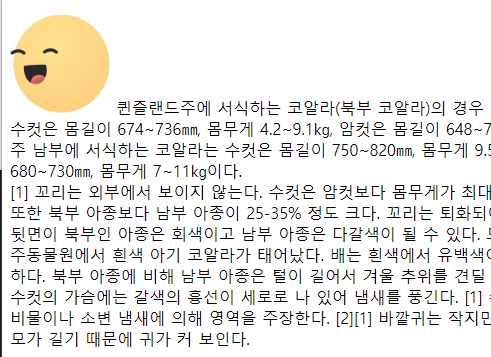 퀸즐랜드주에 서식하는 코알라(북부 코알라)의 경우
수컷은 몸길이 674~736㎜, 몸무게 4.2~9.1㎏, 암컷은 몸길이 648~7
주 남부에 서식하는 코알라는 수컷은 몸길이 750~820㎜, 몸무게 9.5
680~730㎜, 몸무게 7~11㎏이다.
[1] 꼬리는 외부에서 보이지 않는다. 수컷은 암컷보다 몸무게가 최대
또한 북부 아종보다 남부 아종이 25-35% 정도 크다. 꼬리는 퇴화되어
뒷면이 북부인 아종은 회색이고 남부 아종은 다갈색이 될 수 있다.
주동물원에서 흰색 아기 코알라가 태어났다. 배는 흰색에서 유백색이
하다. 북부 아종에 비해 남부 아종은 털이 길어서 겨울 추위를 견딜
수컷의 가슴에는 갈색의 흉선이 세로로 나 있어 냄새를 풍긴다. [1]
비물이나 소변 냄새에 의해 영역을 주장한다. [2][1] 바깥귀는 작지만
모가 길기 때문에 귀가 커 보인다.